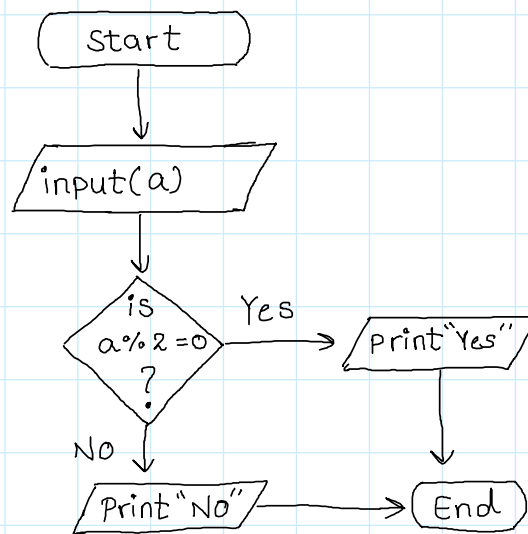 Start
input(a)
is
a%2=0
?
Yes
print"Yes"
NO
Print"NO"
End